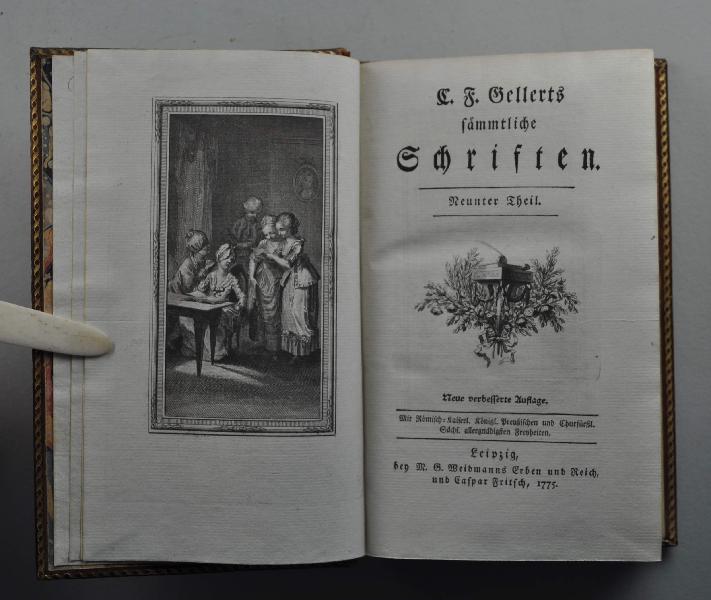 C. F. Gellerts
sämmtliche
Schriften.
Neunter Theil.
Neue verbesserte Auflage.
Mit Römisch-Kaiserl. Königl. Preußischen und Churfürstl.
Sächs. allergnädigsten Freyheiten.
Leipzig,
bey M. G. Weidmanns Erben und Reich,
und Caspar Fritsch, 1775.